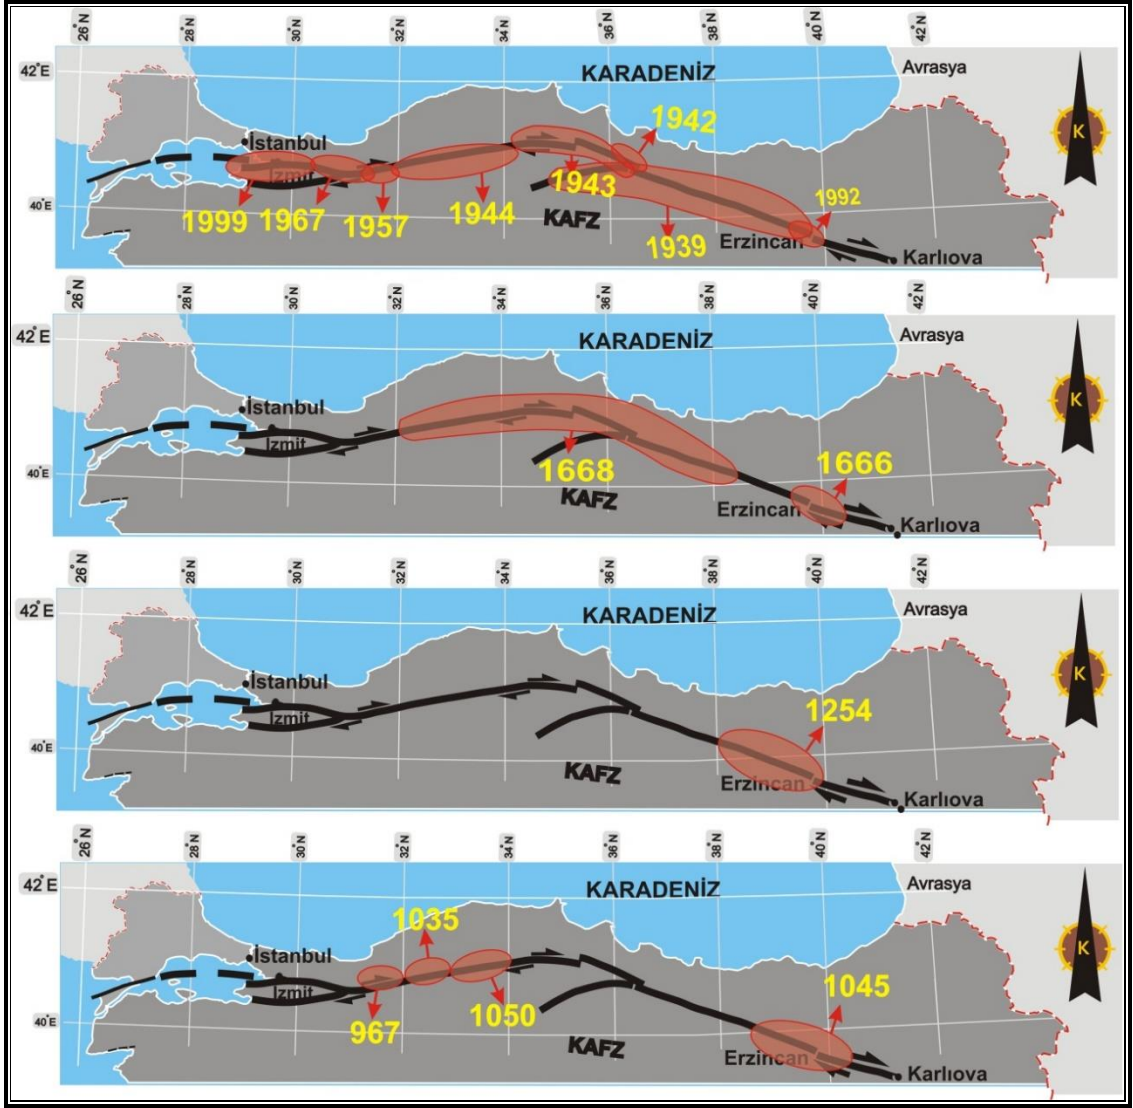 26°N 28°N 30°N 32°N 34°N 36°N 38°N 40°N 42°N
42°E
KARADENİZ
Avrasya
1942
K
İstanbul
İzmit
1943
1992
40°E
1999
1967
1957
1944
KAFZ
1939
Erzincan
Karlıova
26°N 28°N 30°N 32°N 34°N 36°N 38°N 40°N 42°N
42°E
KARADENİZ
Avrasya
K
İstanbul
İzmit
40°E
1668
1666
KAFZ
Erzincan
Karlıova
26°N 28°N 30°N 32°N 34°N 36°N 38°N 40°N 42°N
42°E
KARADENİZ
Avrasya
K
İstanbul
İzmit
1254
40°E
KAFZ
Erzincan
Karlıova
26°N 28°N 30°N 32°N 34°N 36°N 38°N 40°N 42°N
42°E
KARADENİZ
Avrasya
1035
K
İstanbul
İzmit
1045
40°E
967
1050
KAFZ
Erzincan
Karlıova